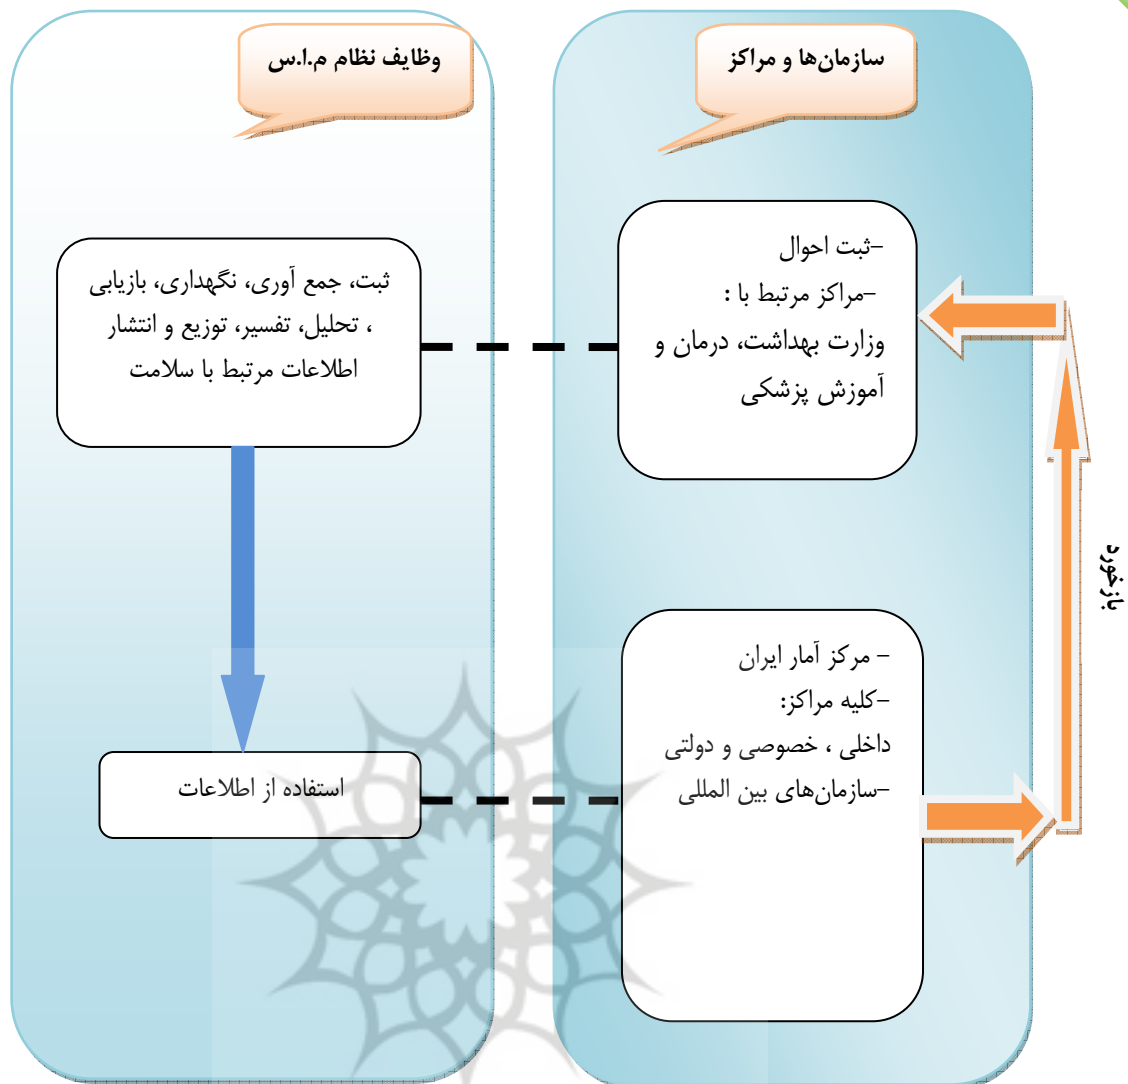 سازمان‌ها و مراکز
وظایف نظام م.ا.س
-ثبت احوال
-مراکز مرتبط با :
وزارت بهداشت، درمان و
آموزش پزشکی
ثبت، جمع آوری، نگهداری، بازیابی
، تحلیل، تفسیر، توزیع و انتشار
اطلاعات مرتبط با سلامت
بازخورد
- مرکز آمار ایران
-کلیه مراکز:
داخلی ، خصوصی و دولتی
-سازمان‌های بین المللی
استفاده از اطلاعات